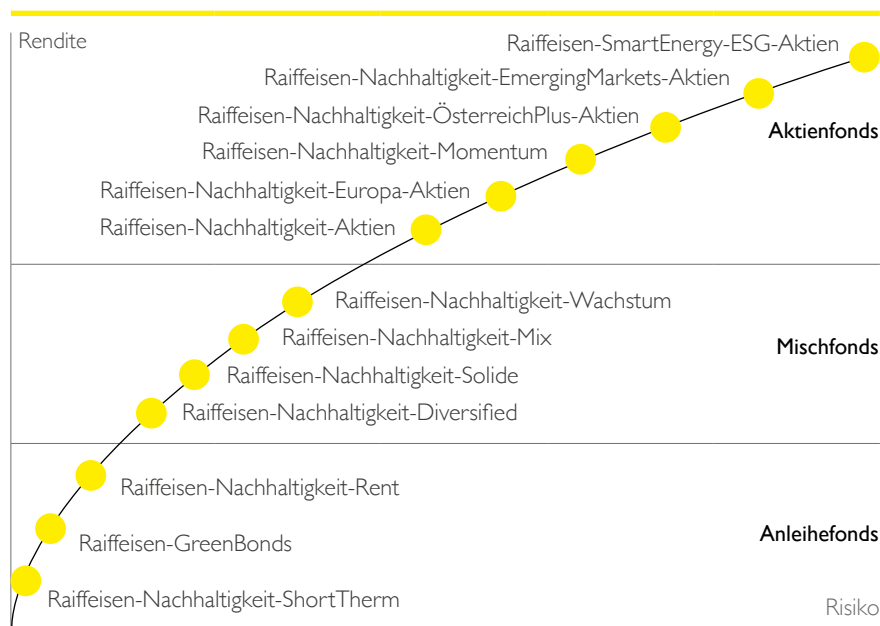 Rendite
Raiffeisen-SmartEnergy-ESG-Aktien
Raiffeisen-Nachhaltigkeit-EmergingMarkets-Aktien
Raiffeisen-Nachhaltigkeit-ÖsterreichPlus-Aktien
Aktienfonds
Raiffeisen-Nachhaltigkeit-Momentum
Raiffeisen-Nachhaltigkeit-Europa-Aktien
Raiffeisen-Nachhaltigkeit-Aktien
Raiffeisen-Nachhaltigkeit-Wachstum
Raiffeisen-Nachhaltigkeit-Mix
Mischfonds
Raiffeisen-Nachhaltigkeit-Solide
Raiffeisen-Nachhaltigkeit-Diversified
Raiffeisen-Nachhaltigkeit-Rent
Anleihefonds
Raiffeisen-GreenBonds
Raiffeisen-Nachhaltigkeit-ShortTherm
Risiko